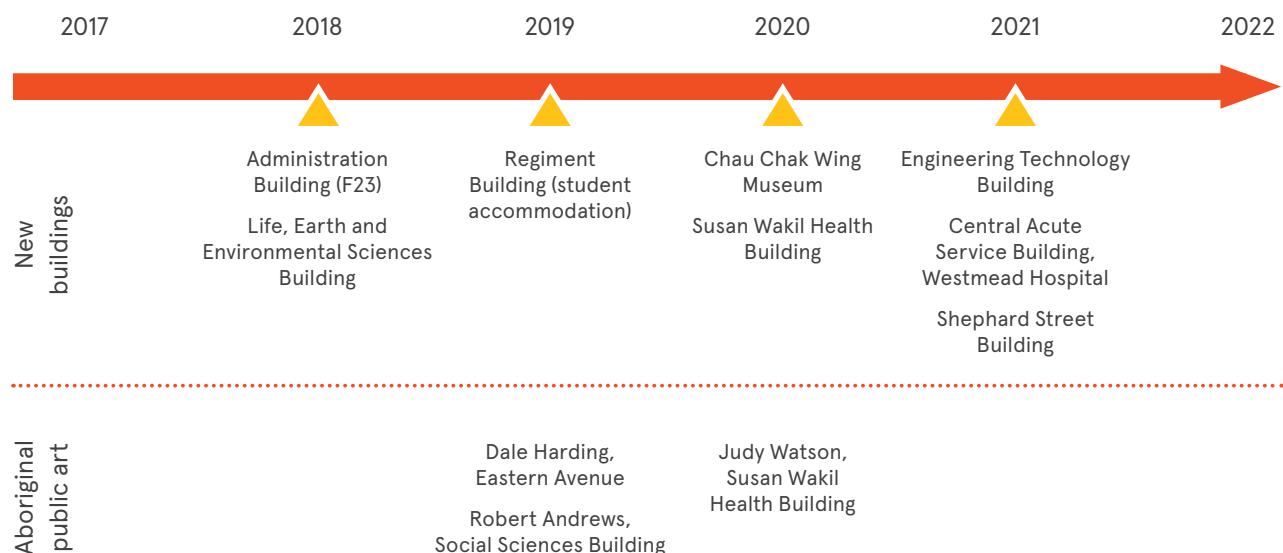 2017 2018 2019 2020 2021 2022
New
buildings
Administration
Building (F23)
Life, Earth and
Environmental Sciences
Building
Regiment
Building (student
accommodation)
Chau Chak Wing
Museum
Susan Wakil Health
Building
Engineering Technology
Building
Central Acute
Service Building,
Westmead Hospital
Shephard Street
Building
Aboriginal
public art
Dale Harding,
Eastern Avenue
Robert Andrews,
Social Sciences Building
Judy Watson,
Susan Wakil
Health Building